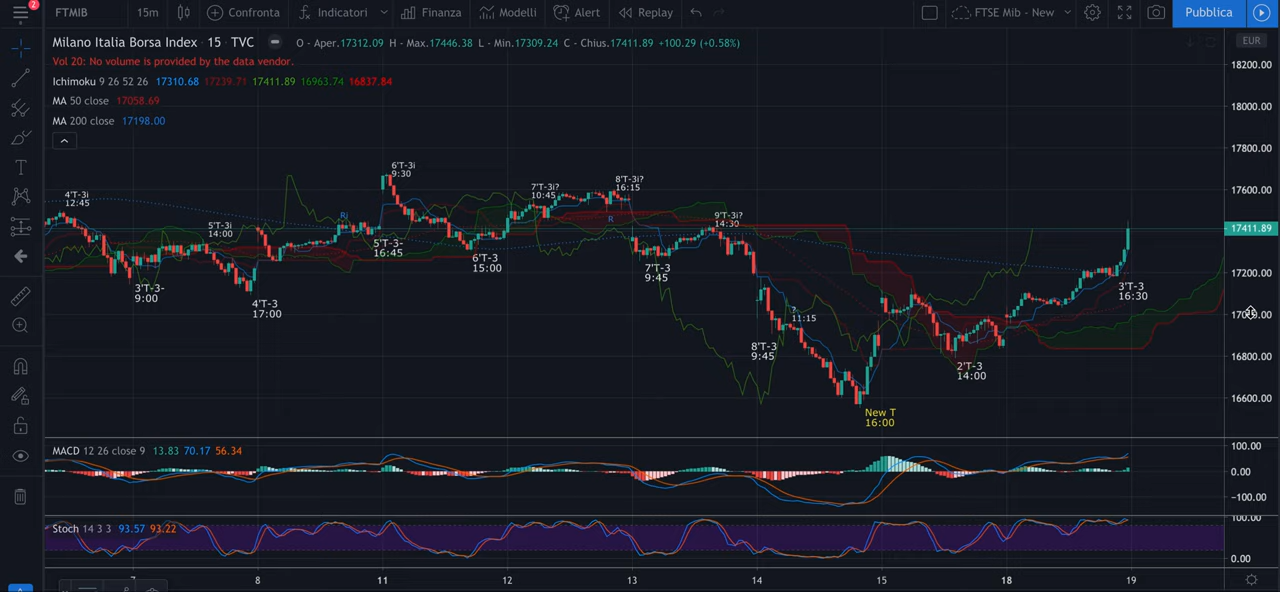 2
FTMIB 15m Confronta Indicatori Finanza Modelli Alert Replay FTSE Mib - New Pubblica
Milano Italia Borsa Index · 15 · TVC O - Aper.17312.09 H - Max.17446.38 L - Min.17309.24 C - Chius.17411.89 +100.29 (+0.58%)
EUR
Vol 20: No volume is provided by the data vendor.
Ichimoku 9 26 52 26 17310.68 17239.71 17411.89 16963.74 16837.84
MA 50 close 17058.69
MA 200 close 17198.00
18200.00
18000.00
17800.00
17600.00
17411.89
17200.00
16800.00
16600.00
4'T-3i
12:45
3'T-3-
9:00
5'T-3i
14:00
4'T-3
17:00
Ri
6'T-3i
9:30
5'T-3-
16:45
6'T-3
15:00
7'T-3i?
10:45
8'T-3i?
16:15
R
7'T-3
9:45
9'T-3i?
14:30
8'T-3
9:45
?
11:15
New T
16:00
2'T-3
14:00
3'T-3
16:30
MACD 12 26 close 9 13.83 70.17 56.34
100.00
0.00
-100.00
Stoch 14 3 3 93.57 93.22
100.00
0.00
8 11 12 13 14 15 18 19